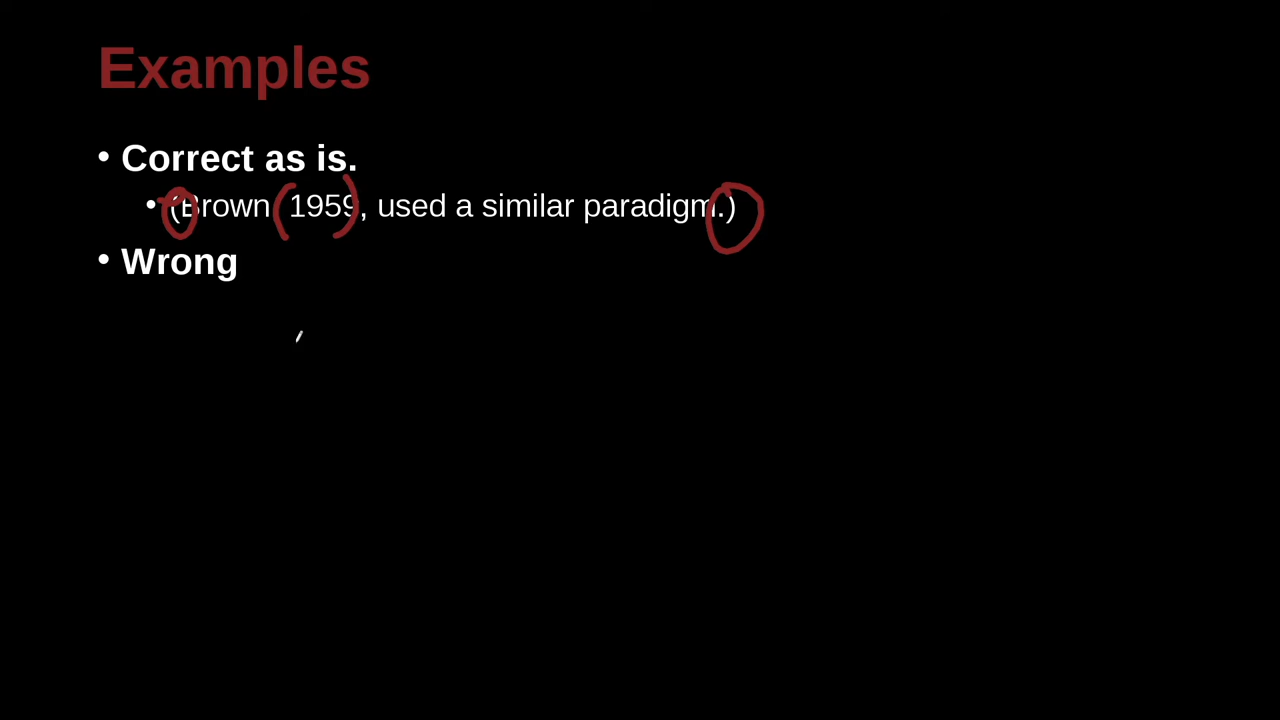 Examples
• Correct as is.
• (Brown (1959), used a similar paradigm.)
• Wrong